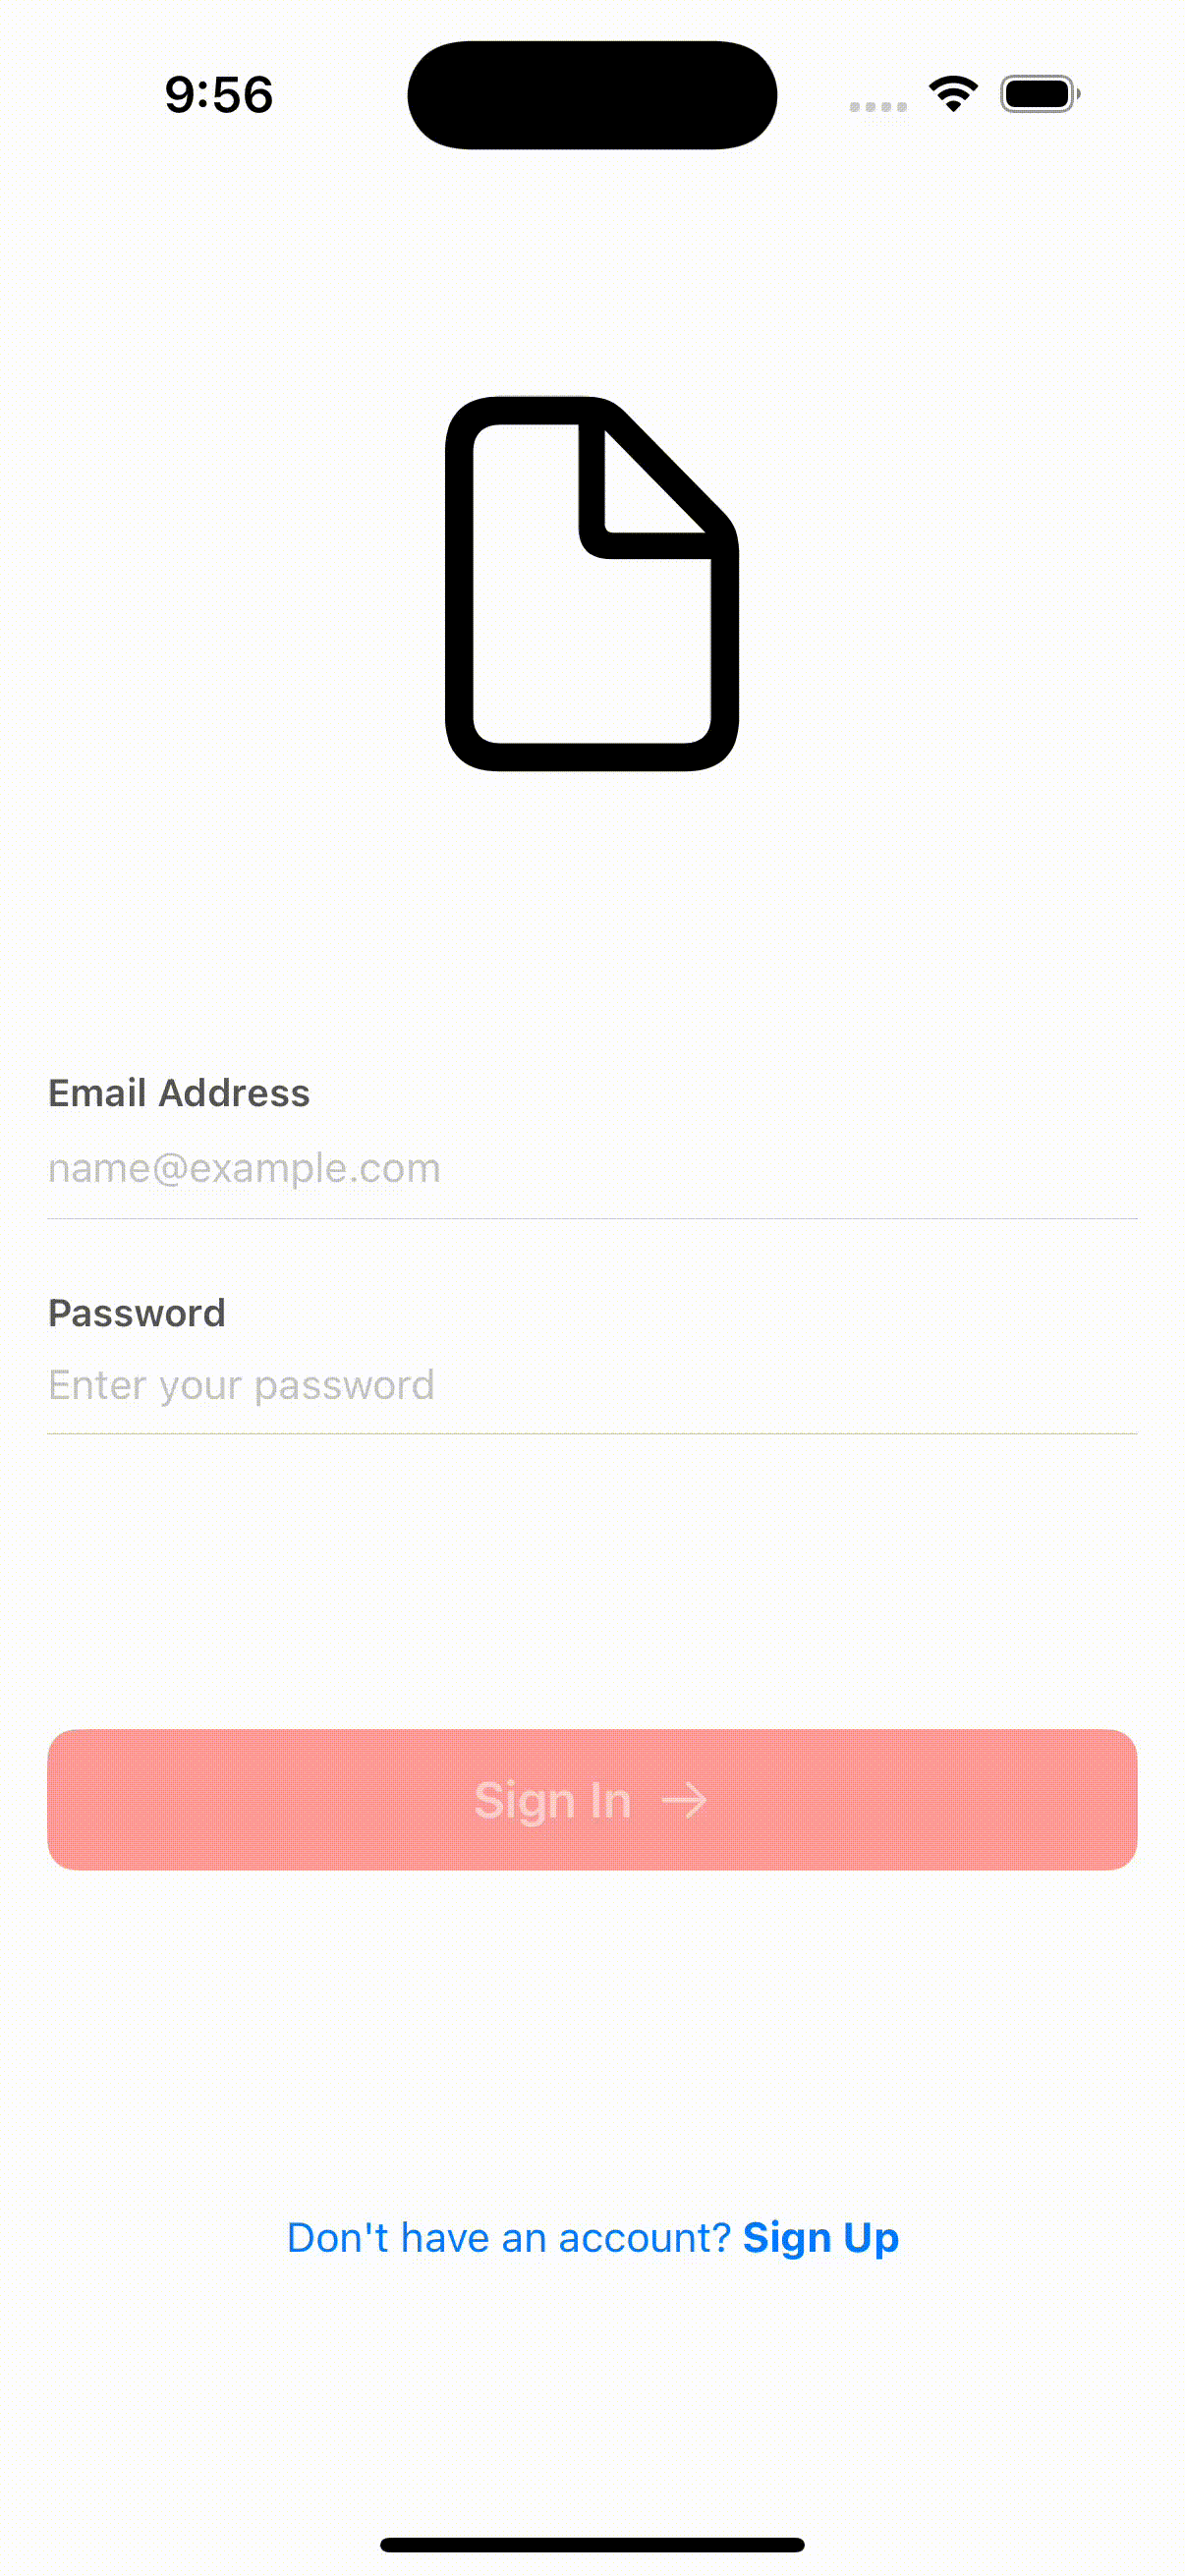 9:56
Email Address
name@example.com
Password
Enter your password
Sign In →
Don't have an account? Sign Up